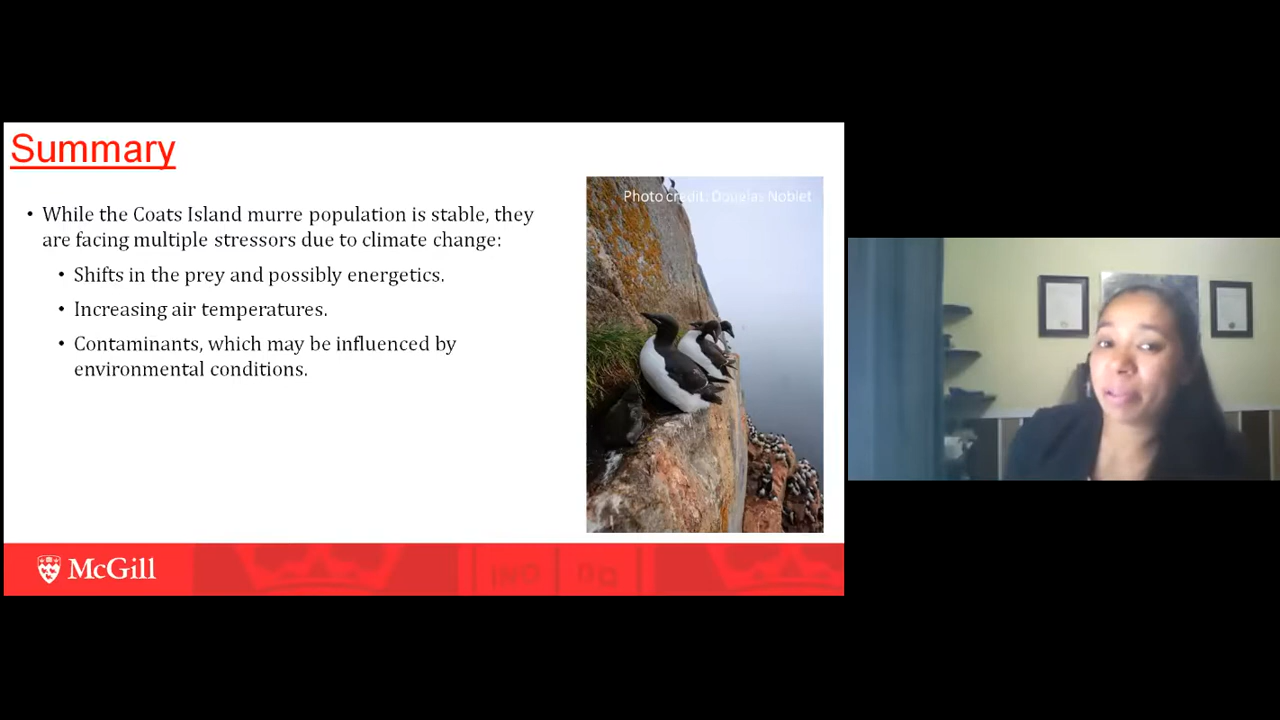 Summary
• While the Coats Island murre population is stable, they
are facing multiple stressors due to climate change:
• Shifts in the prey and possibly energetics.
• Increasing air temperatures.
• Contaminants, which may be influenced by
environmental conditions.
Photo credit: Douglas Noblet
McGill